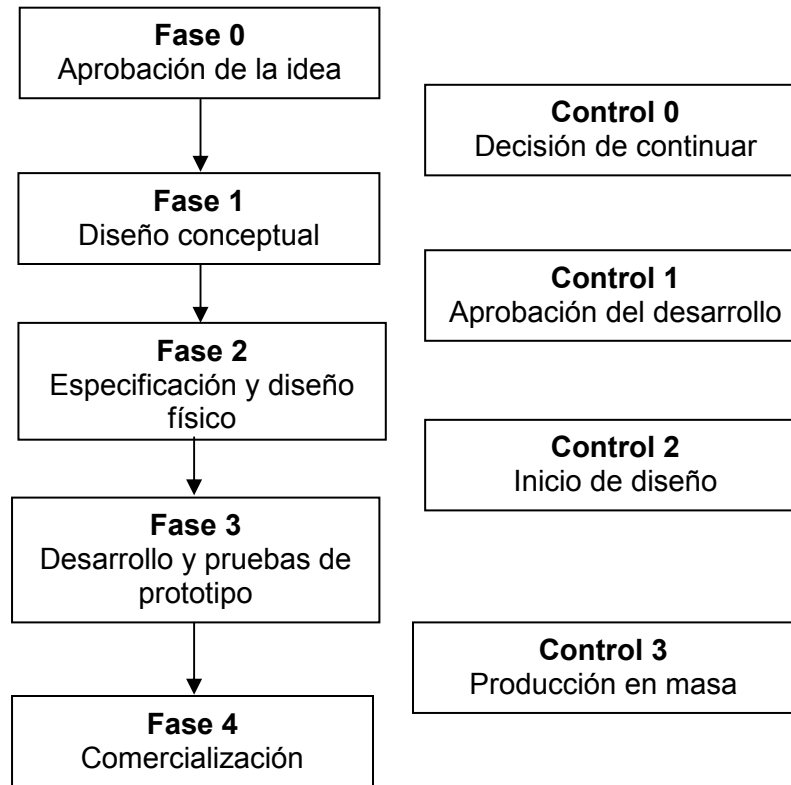 Fase 0
Aprobación de la idea
Control 0
Decisión de continuar
Fase 1
Diseño conceptual
Control 1
Aprobación del desarrollo
Fase 2
Especificación y diseño
físico
Control 2
Inicio de diseño
Fase 3
Desarrollo y pruebas de
prototipo
Control 3
Producción en masa
Fase 4
Comercialización